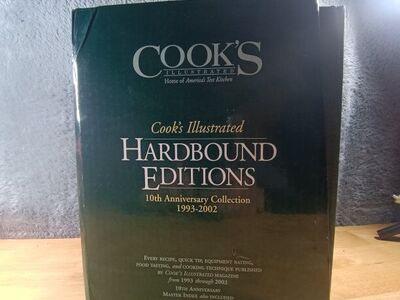 COOK'S
ILLUSTRATED
Home of America's Test Kitchen
Cook's Illustrated
HARDBOUND
EDITIONS
10th Anniversary Collection
1993-2002
EVERY RECIPE, QUICK TIP, EQUIPMENT RATING,
FOOD TASTING, and COOKING TECHNIQUE PUBLISHED
by COOK'S ILLUSTRATED MAGAZINE
from 1993 through 2002
10TH ANNIVERSARY
MASTER INDEX also INCLUDED